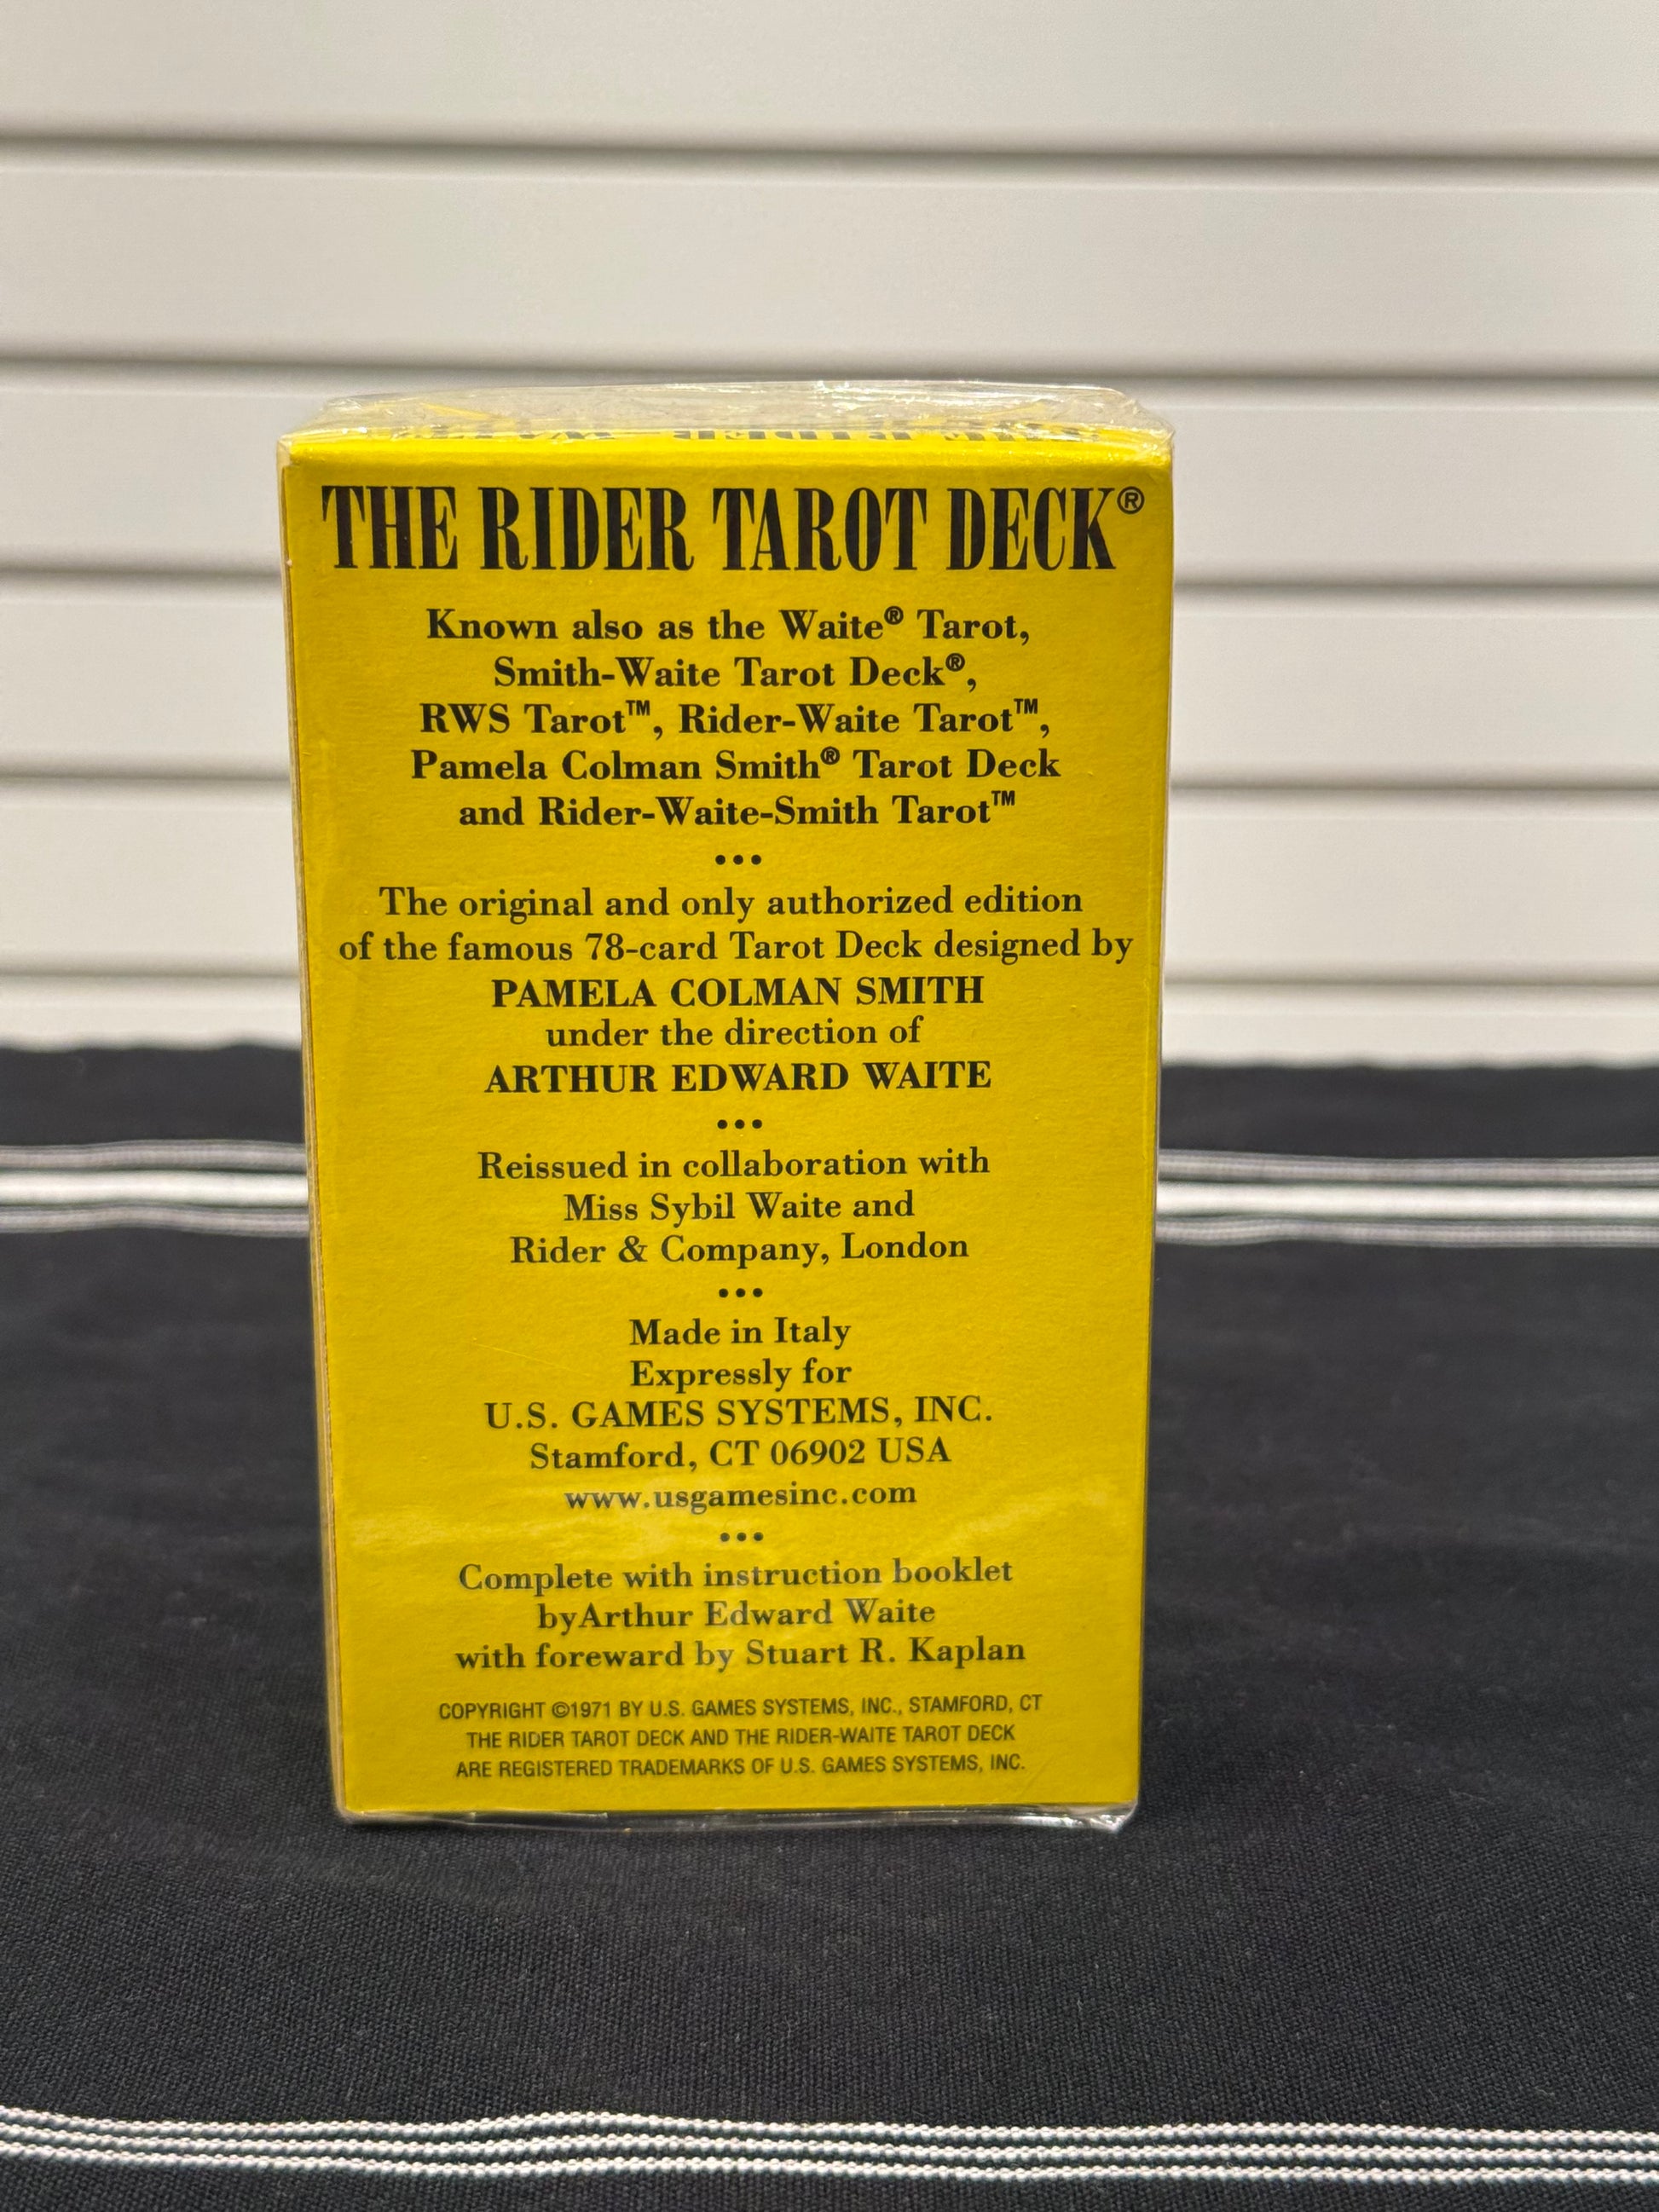 THE RIDER TAROT DECK®
Known also as the Waite® Tarot,
Smith-Waite Tarot Deck®,
RWS Tarot™, Rider-Waite Tarot™,
Pamela Colman Smith® Tarot Deck
and Rider-Waite-Smith Tarot™
•••
The original and only authorized edition
of the famous 78-card Tarot Deck designed by
PAMELA COLMAN SMITH
under the direction of
ARTHUR EDWARD WAITE
•••
Reissued in collaboration with
Miss Sybil Waite and
Rider & Company, London
•••
Made in Italy
Expressly for
U.S. GAMES SYSTEMS, INC.
Stamford, CT 06902 USA
www.usgamesinc.com
•••
Complete with instruction booklet
byArthur Edward Waite
with foreward by Stuart R. Kaplan
COPYRIGHT ©1971 BY U.S. GAMES SYSTEMS, INC., STAMFORD, CT
THE RIDER TAROT DECK AND THE RIDER-WAITE TAROT DECK
ARE REGISTERED TRADEMARKS OF U.S. GAMES SYSTEMS, INC.